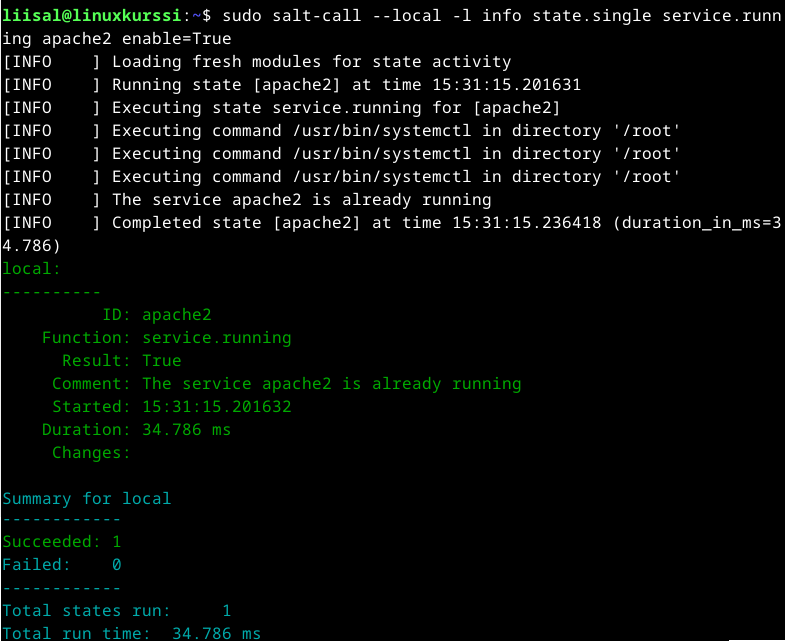 liisal@linuxkurssi:~$ sudo salt-call --local -l info state.single service.runn
ing apache2 enable=True
[INFO    ] Loading fresh modules for state activity
[INFO    ] Running state [apache2] at time 15:31:15.201631
[INFO    ] Executing state service.running for [apache2]
[INFO    ] Executing command /usr/bin/systemctl in directory '/root'
[INFO    ] Executing command /usr/bin/systemctl in directory '/root'
[INFO    ] Executing command /usr/bin/systemctl in directory '/root'
[INFO    ] The service apache2 is already running
[INFO    ] Completed state [apache2] at time 15:31:15.236418 (duration_in_ms=3
4.786)
local:
----------
          ID: apache2
    Function: service.running
      Result: True
     Comment: The service apache2 is already running
     Started: 15:31:15.201632
    Duration: 34.786 ms
     Changes:

Summary for local
------------
Succeeded: 1
Failed:    0
------------
Total states run:     1
Total run time:  34.786 ms